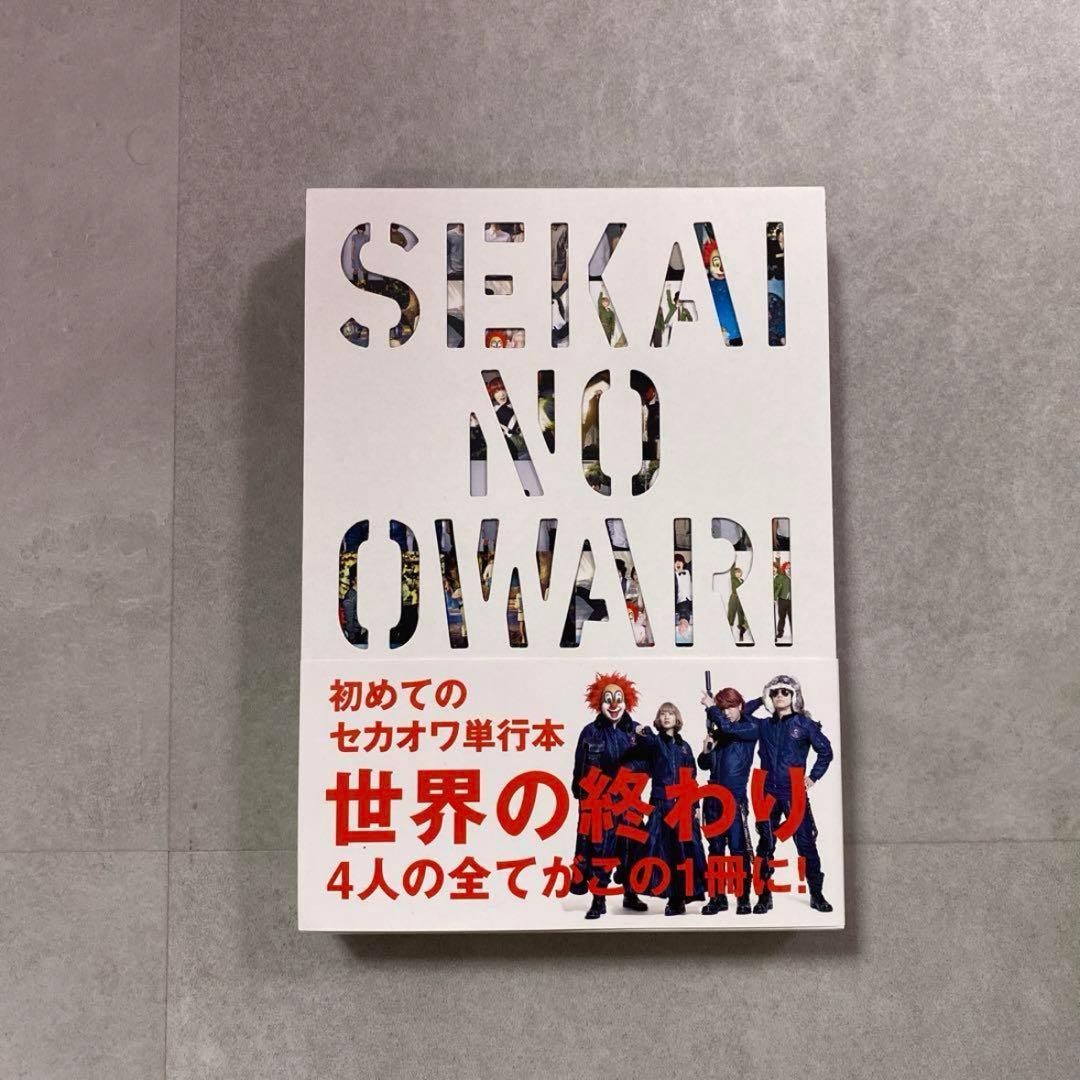 SEKAI
NO
OWARI
初めての
セカオワ単行本
世界の終わり
4人の全てがこの1冊に!